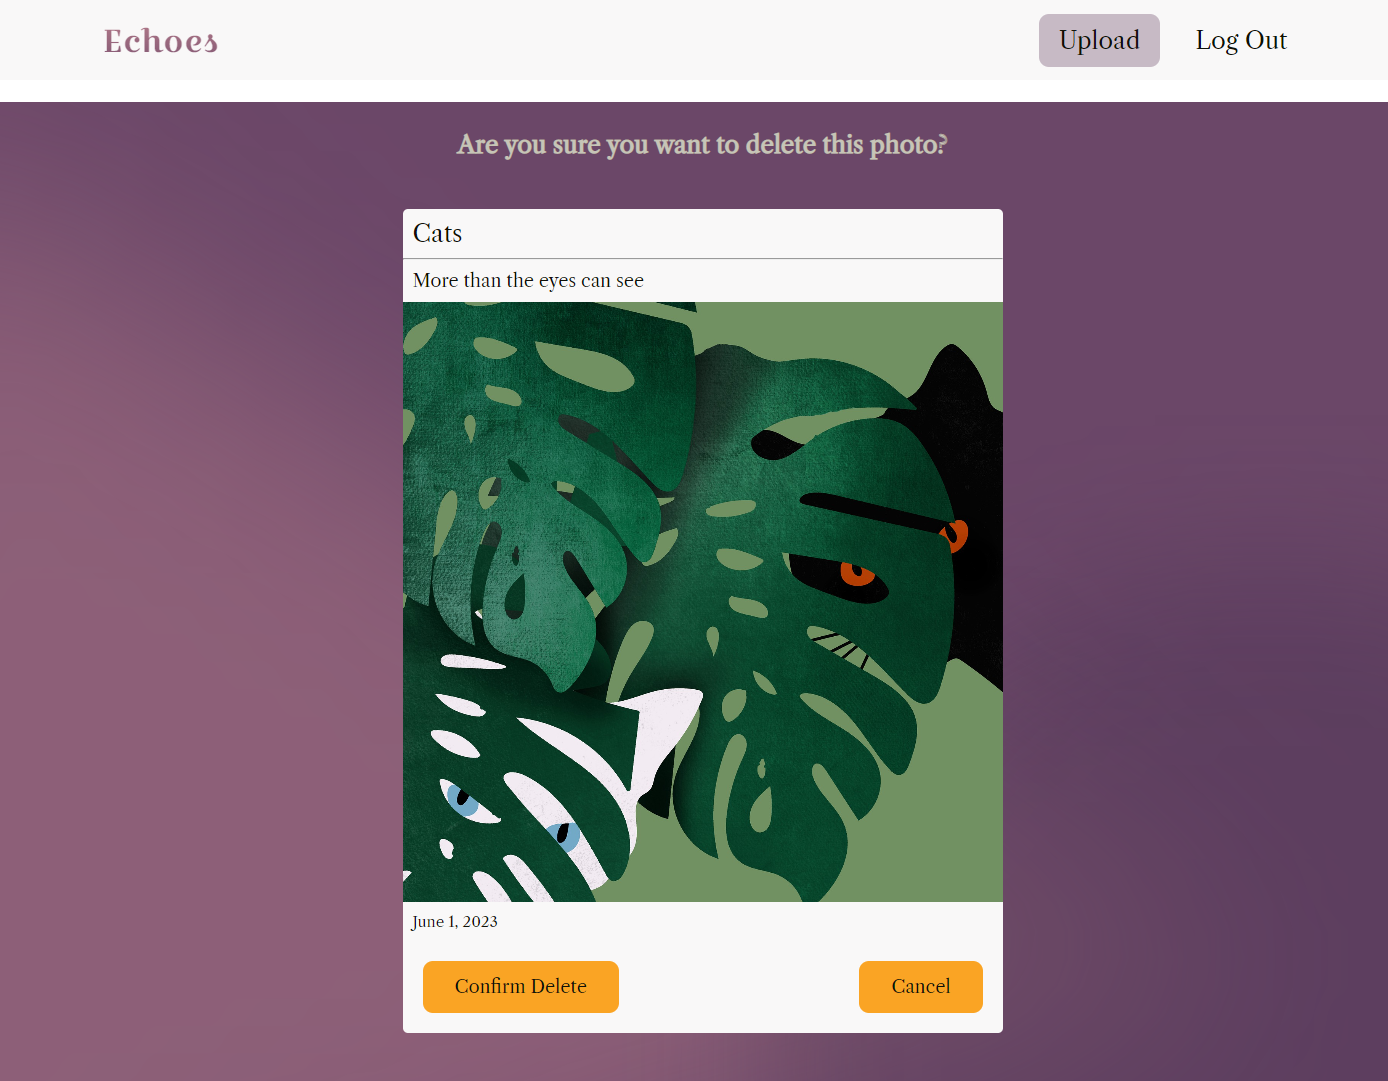 Echoes
Upload
Log Out
Are you sure you want to delete this photo?
Cats
More than the eyes can see
June 1, 2023
Confirm Delete
Cancel